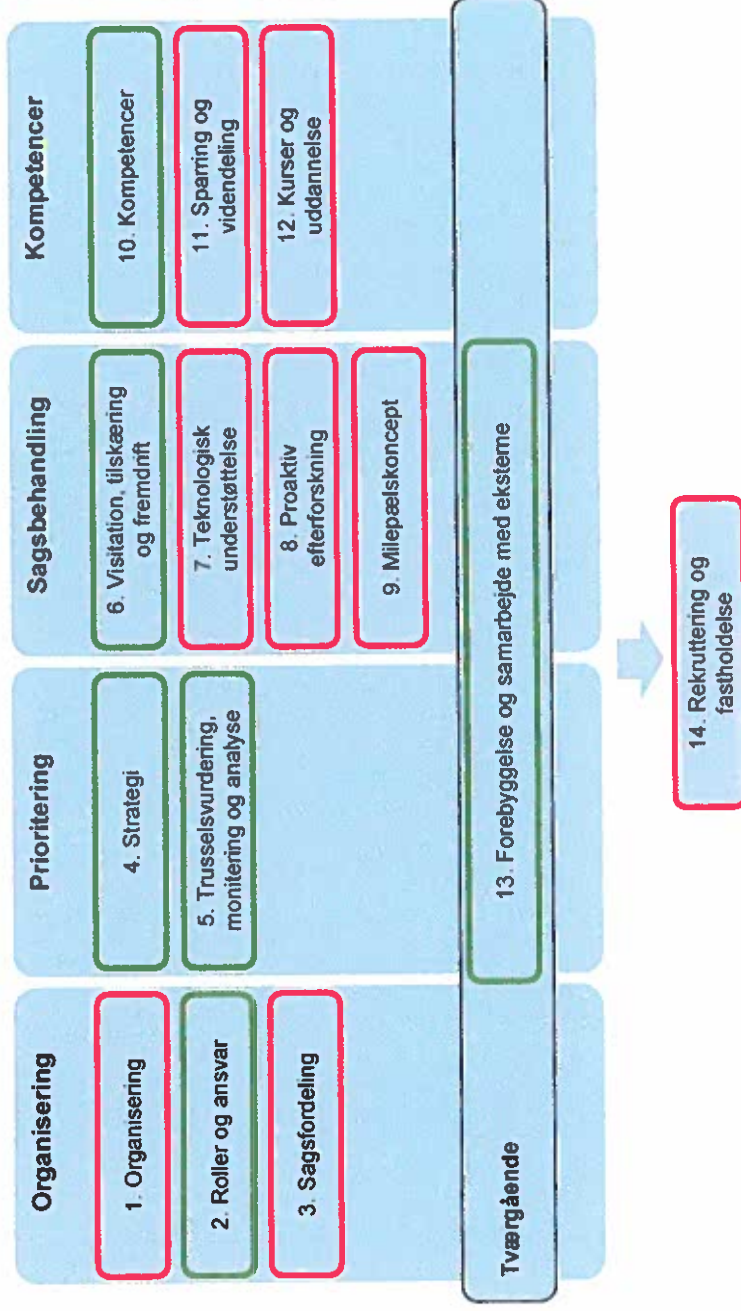 Organisering
1. Organisering
2. Roller og ansvar
3. Sagsfordeling
Prioritering
4. Strategi
5. Trusselsvurdering,
monitering og analyse
Sagsbehandling
6. Visitation, tilskæring
og fremdrift
7. Teknologisk
understøttelse
8. Proaktiv
efterforskning
9. Milepælskoncept
Kompetencer
10. Kompetencer
11. Sparring og
videndeling
12. Kurser og
uddannelse
Tværgående
13. Forebyggelse og samarbejde med eksterne
14. Rekruttering og
fastholdelse